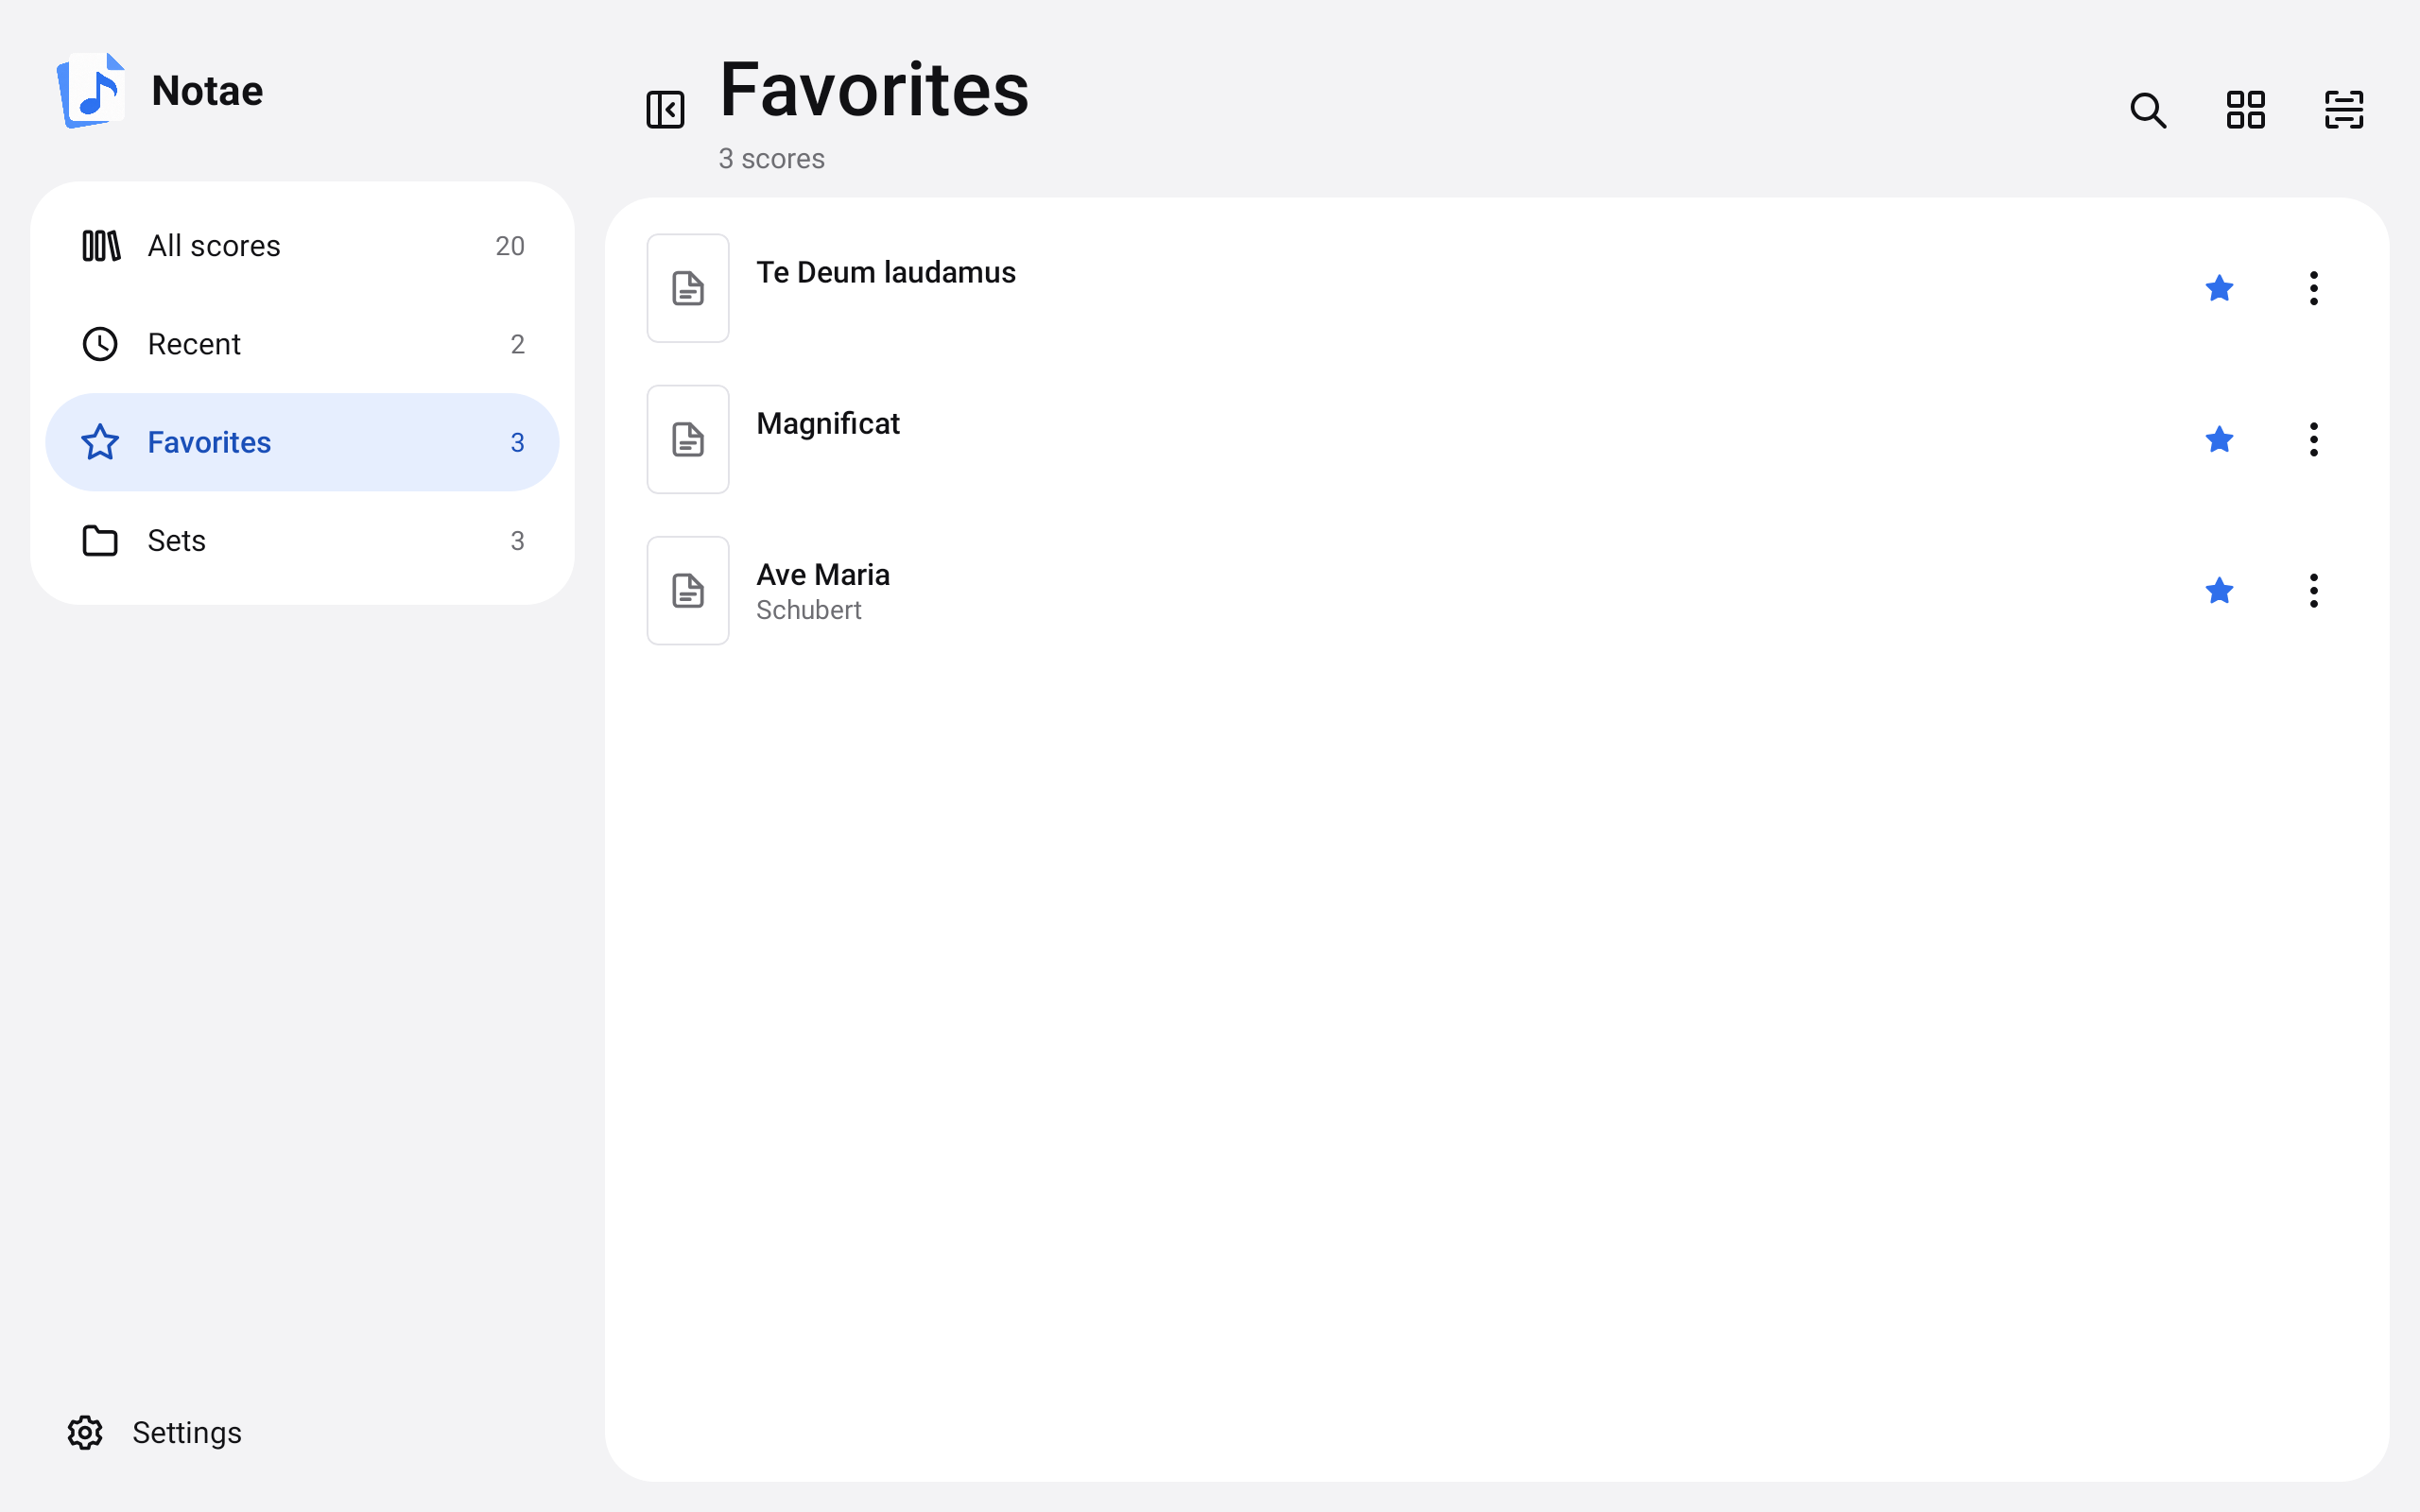 Notae
All scores 20
Recent 2
Favorites 3
Sets 3
Settings
Favorites
3 scores
Te Deum laudamus
Magnificat
Ave Maria
Schubert